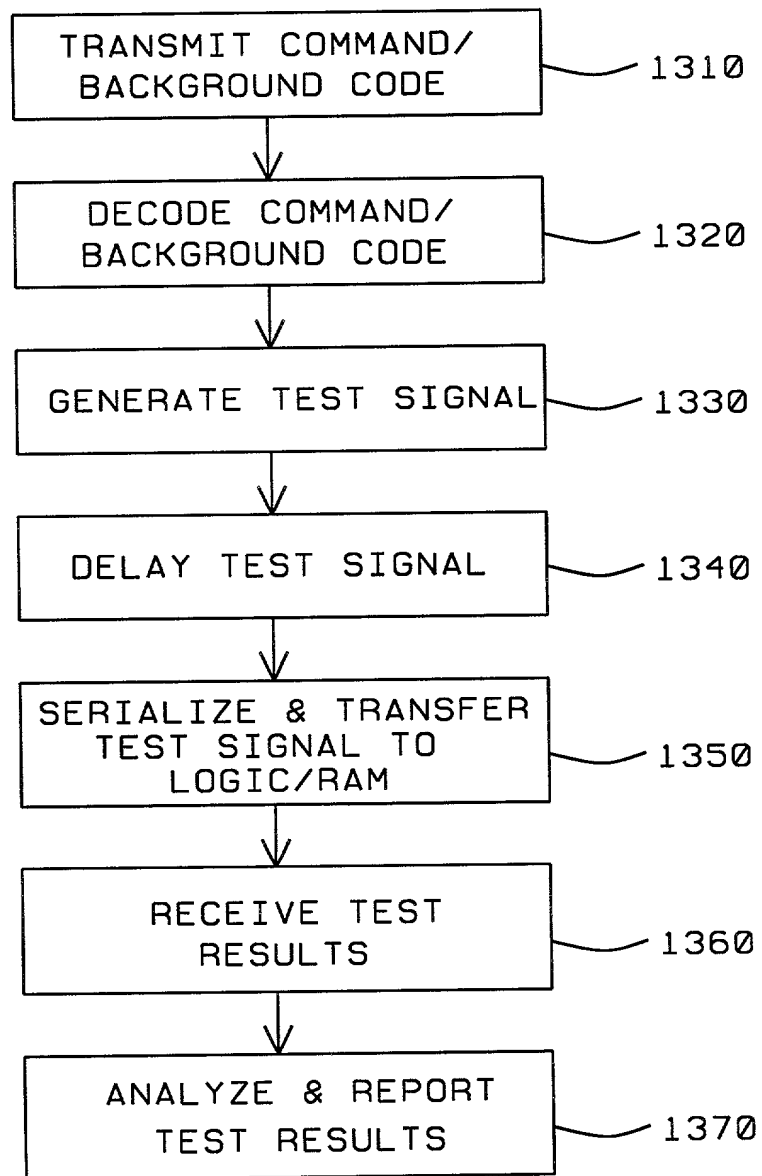 TRANSMIT COMMAND/
BACKGROUND CODE
1310
DECODE COMMAND/
BACKGROUND CODE
1320
GENERATE TEST SIGNAL
1330
DELAY TEST SIGNAL
1340
SERIALIZE & TRANSFER
TEST SIGNAL TO
LOGIC/RAM
1350
RECEIVE TEST
RESULTS
1360
ANALYZE & REPORT
TEST RESULTS
1370